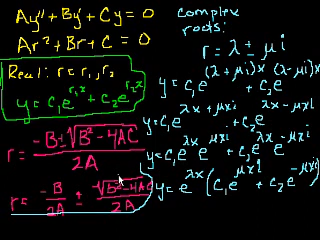 Ay" + By' + Cy = 0
Ar² + Br + C = 0
Real: r = r₁, r₂
y = c₁e^(r₁x) + c₂e^(r₂x)
r = (-B ± √(B² - 4AC)) / 2A
r = -B/2A ± √(B² - 4AC)/2A
complex
roots:
r = λ ± μi
y = c₁e^((λ+μi)x) + c₂e^((λ-μi)x)
y = c₁e^(λx + μxi) + c₂e^(λx - μxi)
y = c₁e^(λx) e^(μxi) + c₂e^(λx) e^(-μxi)
y = e^(λx) (c₁e^(μxi) + c₂e^(-μxi))